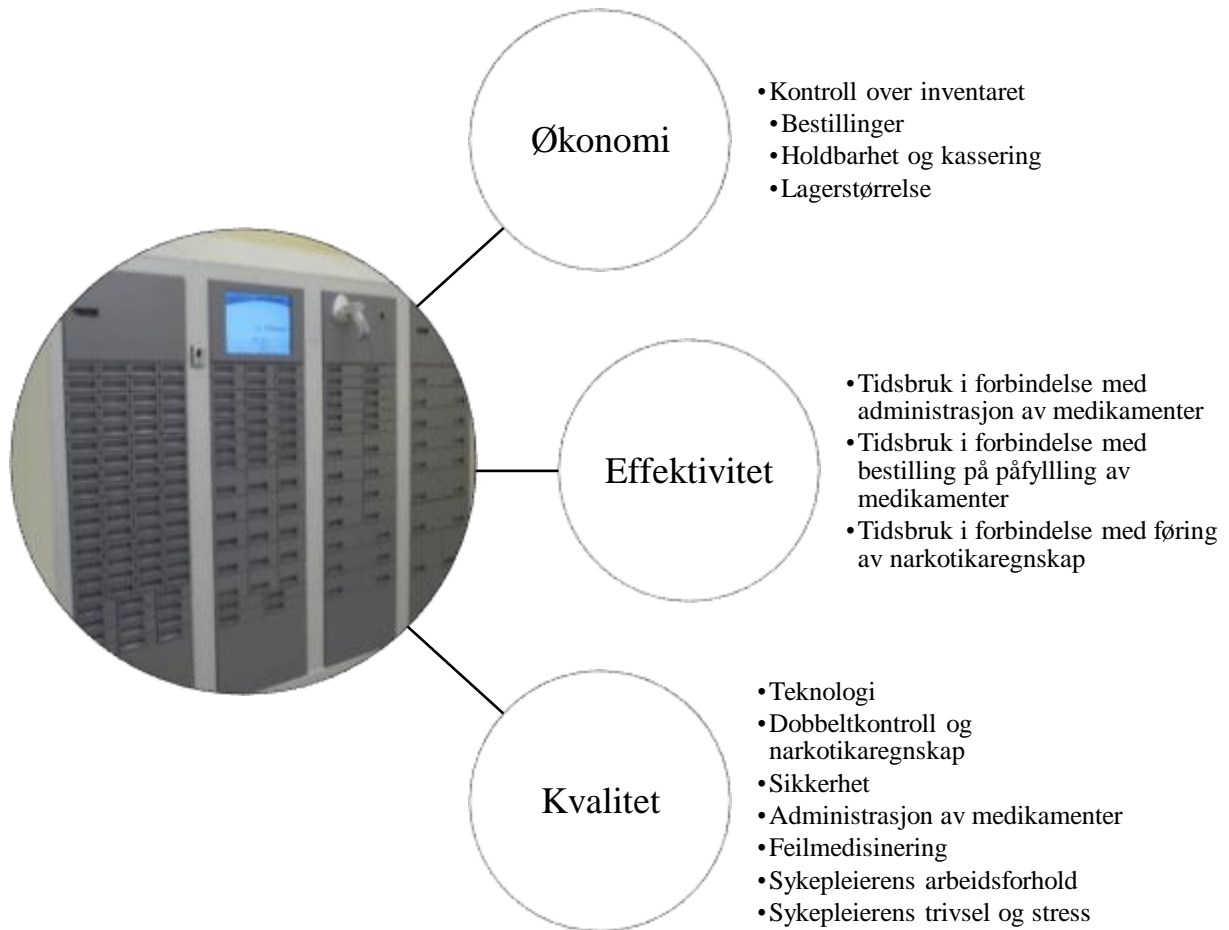 Økonomi
•Kontroll over inventaret
•Bestillinger
•Holdbarhet og kassering
•Lagerstørrelse
Effektivitet
•Tidsbruk i forbindelse med
administrasjon av medikamenter
•Tidsbruk i forbindelse med
bestilling på påfyllling av
medikamenter
•Tidsbruk i forbindelse med føring
av narkotikaregnskap
Kvalitet
•Teknologi
•Dobbeltkontroll og
narkotikaregnskap
•Sikkerhet
•Administrasjon av medikamenter
•Feilmedisinering
•Sykepleierens arbeidsforhold
•Sykepleierens trivsel og stress